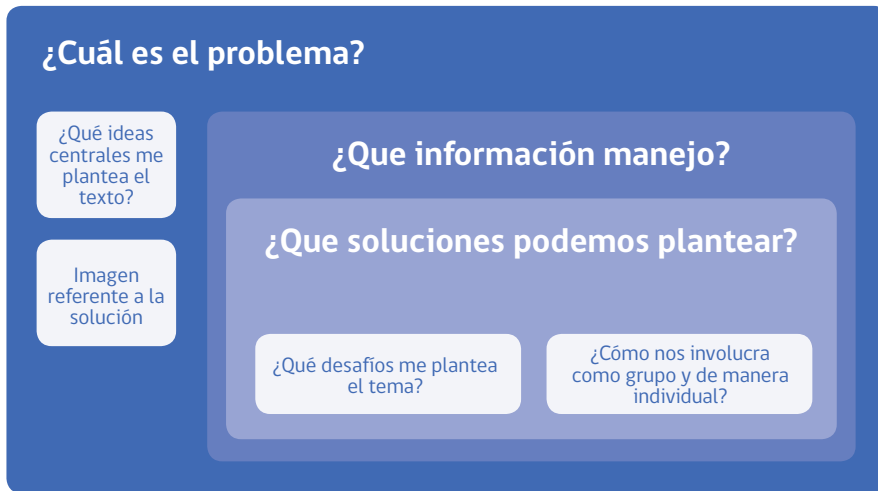 ¿Cuál es el problema?
¿Qué ideas
centrales me
plantea el
texto?
Imagen
referente a la
solución
¿Que información manejo?
¿Que soluciones podemos plantear?
¿Qué desafíos me plantea
el tema?
¿Cómo nos involucra
como grupo y de manera
individual?